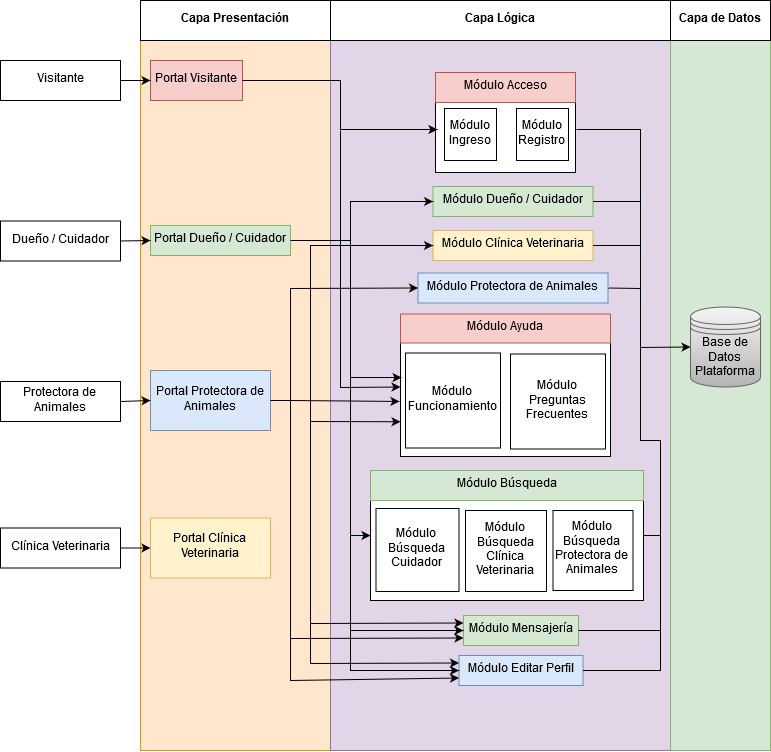 Capa Presentación
Capa Lógica
Capa de Datos
Visitante
Portal Visitante
Módulo Acceso
Módulo
Ingreso
Módulo
Registro
Dueño / Cuidador
Portal Dueño / Cuidador
Módulo Dueño / Cuidador
Módulo Clínica Veterinaria
Módulo Protectora de Animales
Módulo Ayuda
Módulo
Funcionamiento
Módulo
Preguntas
Frecuentes
Base de
Datos
Plataforma
Protectora de
Animales
Portal Protectora de
Animales
Módulo Búsqueda
Módulo
Búsqueda
Cuidador
Módulo
Búsqueda
Clínica
Veterinaria
Módulo
Búsqueda
Protectora de
Animales
Clínica Veterinaria
Portal Clínica
Veterinaria
Módulo Mensajería
Módulo Editar Perfil